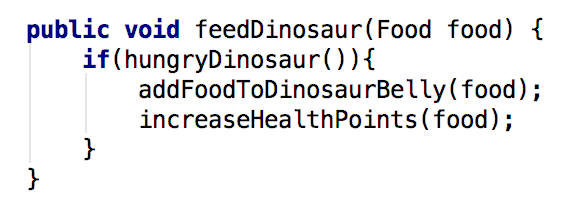 public void feedDinosaur(Food food) {
    if(hungryDinosaur()){
        addFoodToDinosaurBelly(food);
        increaseHealthPoints(food);
    }
}